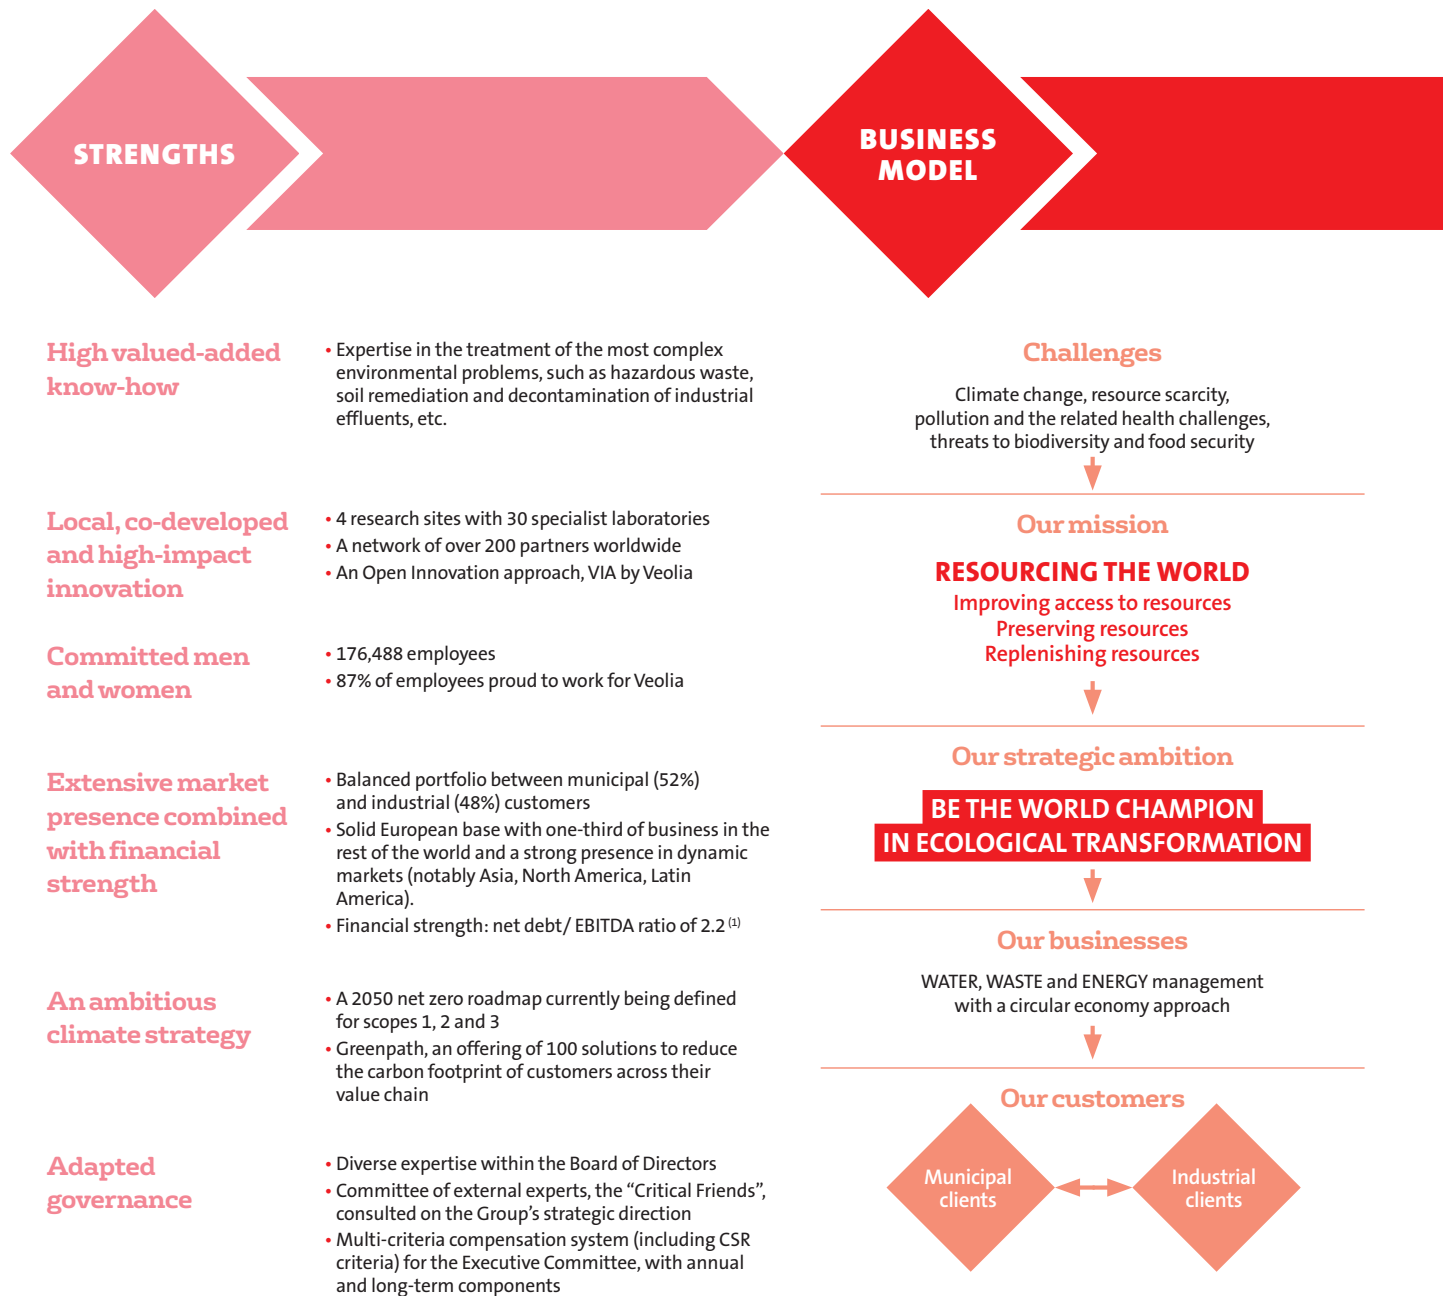 STRENGTHS
High valued-added
know-how
• Expertise in the treatment of the most complex
environmental problems, such as hazardous waste,
soil remediation and decontamination of industrial
effluents, etc.
Local, co-developed
and high-impact
innovation
• 4 research sites with 30 specialist laboratories
• A network of over 200 partners worldwide
• An Open Innovation approach, VIA by Veolia
Committed men
and women
• 176,488 employees
• 87% of employees proud to work for Veolia
Extensive market
presence combined
with financial
strength
• Balanced portfolio between municipal (52%)
and industrial (48%) customers
• Solid European base with one-third of business in the
rest of the world and a strong presence in dynamic
markets (notably Asia, North America, Latin
America).
• Financial strength: net debt/ EBITDA ratio of 2.2 (1)
An ambitious
climate strategy
• A 2050 net zero roadmap currently being defined
for scopes 1, 2 and 3
• Greenpath, an offering of 100 solutions to reduce
the carbon footprint of customers across their
value chain
Adapted
governance
• Diverse expertise within the Board of Directors
• Committee of external experts, the “Critical Friends”,
consulted on the Group’s strategic direction
• Multi-criteria compensation system (including CSR
criteria) for the Executive Committee, with annual
and long-term components
BUSINESS
MODEL
Challenges
Climate change, resource scarcity,
pollution and the related health challenges,
threats to biodiversity and food security
Our mission
RESOURCING THE WORLD
Improving access to resources
Preserving resources
Replenishing resources
Our strategic ambition
BE THE WORLD CHAMPION
IN ECOLOGICAL TRANSFORMATION
Our businesses
WATER, WASTE and ENERGY management
with a circular economy approach
Our customers
Municipal
clients
Industrial
clients